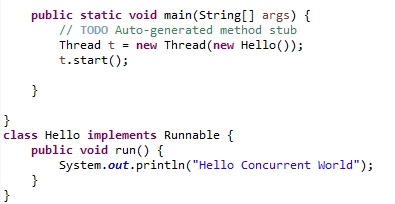 public static void main(String[] args) {
// TODO Auto-generated method stub
Thread t = new Thread(new Hello());
t.start();
}
}
class Hello implements Runnable {
public void run() {
System.out.println("Hello Concurrent World");
}
}